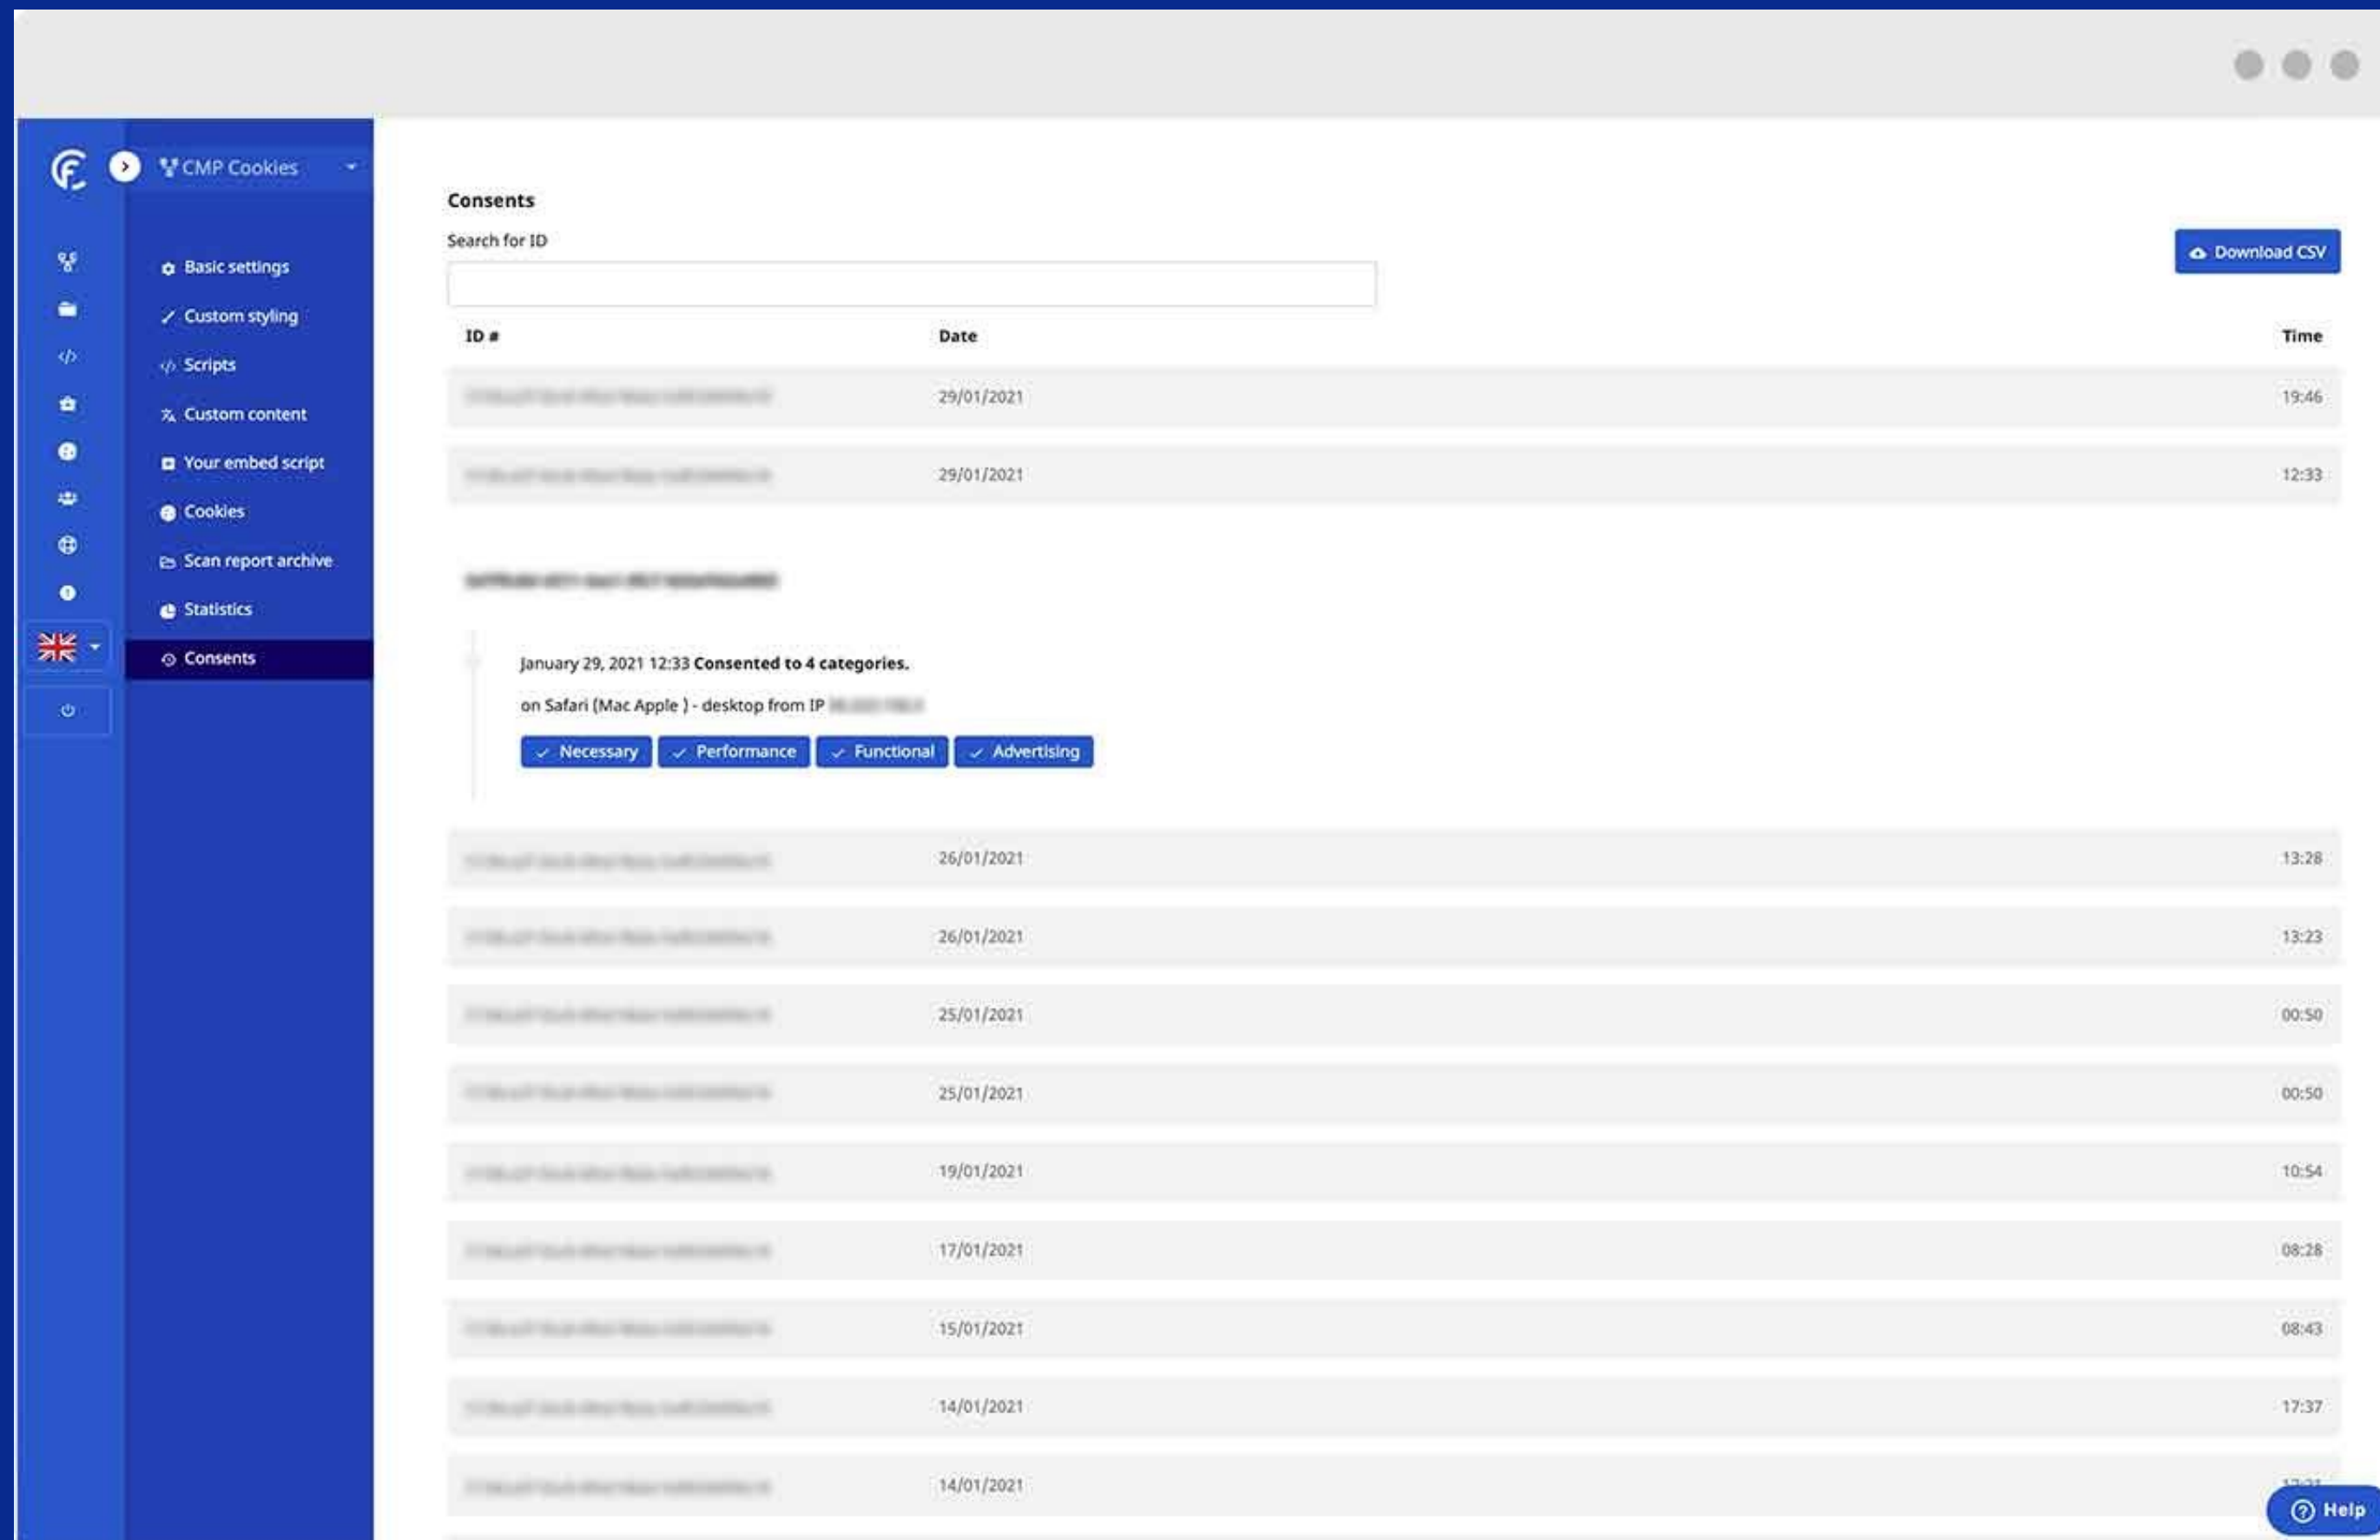 CMP Cookies
Basic settings
Custom styling
Scripts
Custom content
Your embed script
Cookies
Scan report archive
Statistics
Consents
Consents
Search for ID
Download CSV
ID # Date Time
29/01/2021 19:46
29/01/2021 12:33
January 29, 2021 12:33 Consented to 4 categories.
on Safari (Mac Apple ) - desktop from IP
Necessary Performance Functional Advertising
26/01/2021 13:28
26/01/2021 13:23
25/01/2021 00:50
25/01/2021 00:50
19/01/2021 10:54
17/01/2021 08:28
15/01/2021 08:43
14/01/2021 17:37
14/01/2021
Help